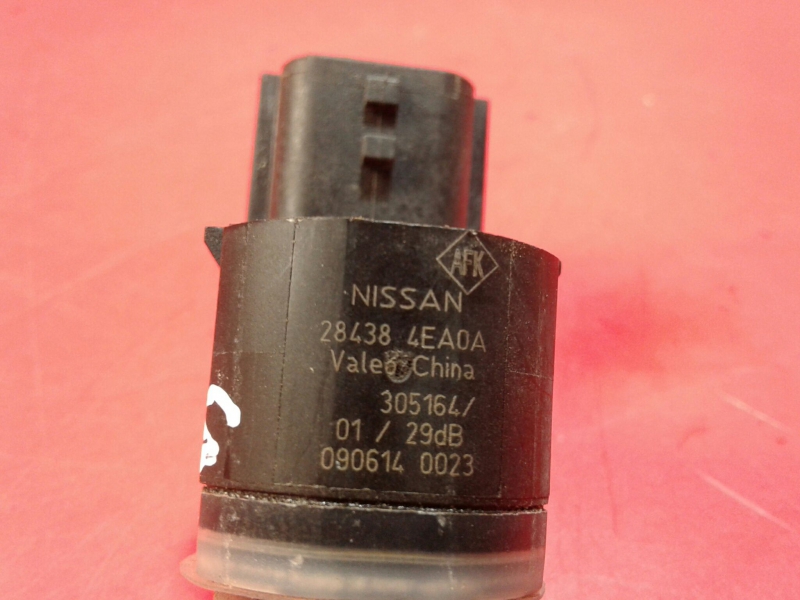 AFK
NISSAN
28438 4EA0A
Valeo China
305164/
01 / 29dB
090614 0023